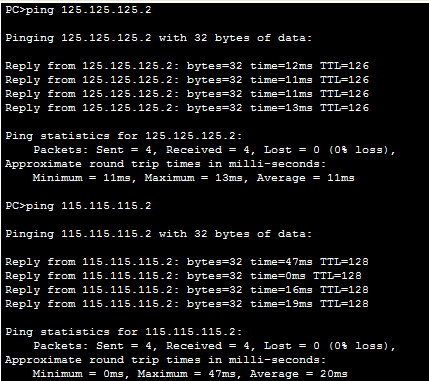 PC>ping 125.125.125.2
Pinging 125.125.125.2 with 32 bytes of data:
Reply from 125.125.125.2: bytes=32 time=12ms TTL=126
Reply from 125.125.125.2: bytes=32 time=11ms TTL=126
Reply from 125.125.125.2: bytes=32 time=11ms TTL=126
Reply from 125.125.125.2: bytes=32 time=13ms TTL=126
Ping statistics for 125.125.125.2:
    Packets: Sent = 4, Received = 4, Lost = 0 (0% loss),
Approximate round trip times in milli-seconds:
    Minimum = 11ms, Maximum = 13ms, Average = 11ms
PC>ping 115.115.115.2
Pinging 115.115.115.2 with 32 bytes of data:
Reply from 115.115.115.2: bytes=32 time=47ms TTL=128
Reply from 115.115.115.2: bytes=32 time=0ms TTL=128
Reply from 115.115.115.2: bytes=32 time=16ms TTL=128
Reply from 115.115.115.2: bytes=32 time=19ms TTL=128
Ping statistics for 115.115.115.2:
    Packets: Sent = 4, Received = 4, Lost = 0 (0% loss),
Approximate round trip times in milli-seconds:
    Minimum = 0ms, Maximum = 47ms, Average = 20ms